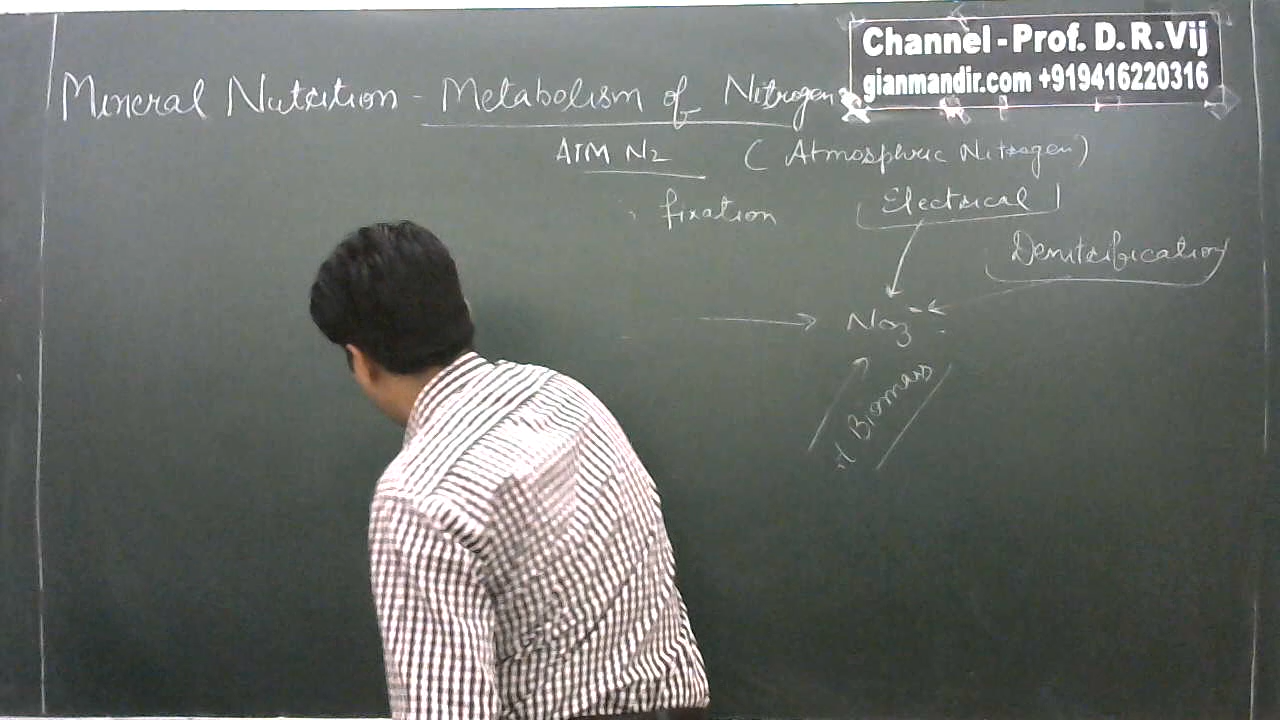 Channel - Prof. D. R. Vij
gianmandir.com +919416220316
Mineral Nutrition - Metabolism of Nitrogen
ATM N2 (Atmosphric Nitrogen)
fixation
Electrical
Denitrification
No3-
Biomass